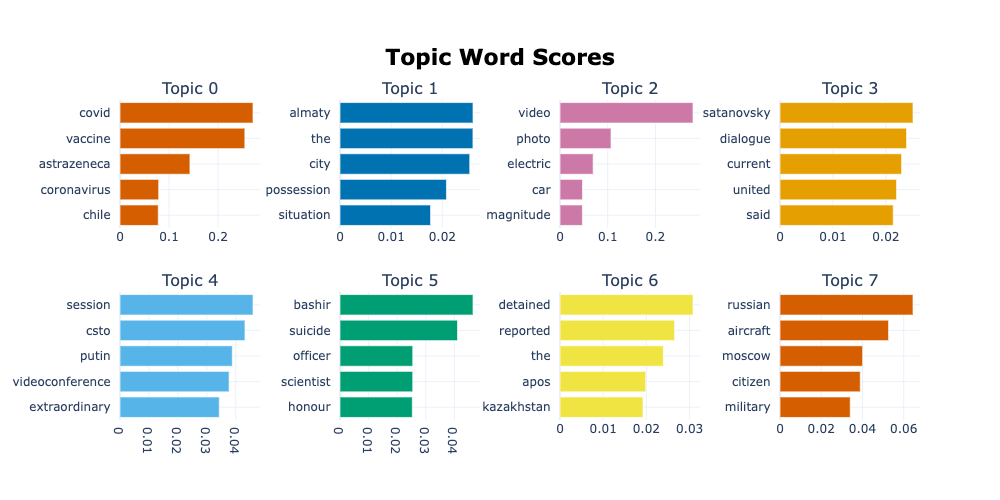 Topic Word Scores
Topic 0
covid
vaccine
astrazeneca
coronavirus
chile
0 0.1 0.2
Topic 1
almaty
the
city
possession
situation
0 0.01 0.02
Topic 2
video
photo
electric
car
magnitude
0 0.1 0.2
Topic 3
satanovsky
dialogue
current
united
said
0 0.01 0.02
Topic 4
session
csto
putin
videoconference
extraordinary
0 0.01 0.02 0.03 0.04
Topic 5
bashir
suicide
officer
scientist
honour
0 0.01 0.02 0.03 0.04
Topic 6
detained
reported
the
apos
kazakhstan
0 0.01 0.02 0.03
Topic 7
russian
aircraft
moscow
citizen
military
0 0.02 0.04 0.06